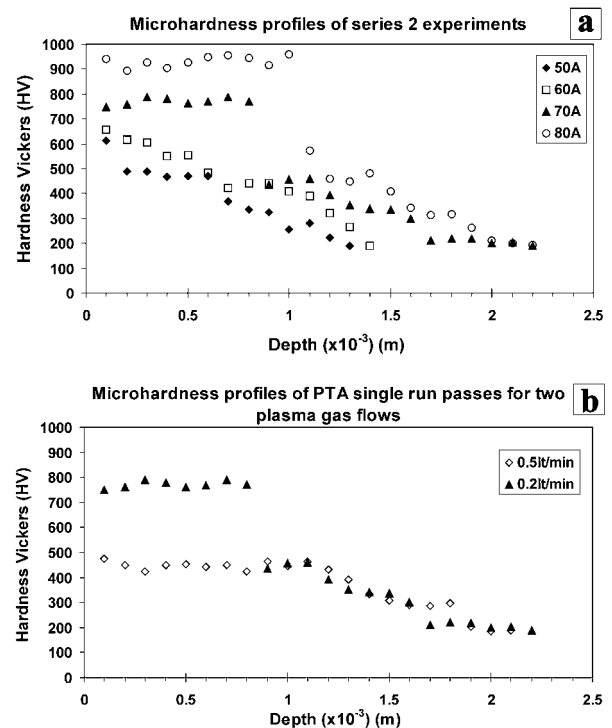 Microhardness profiles of series 2 experiments
a
1000
900
800
700
600
500
400
300
200
100
0
Hardness Vickers (HV)
50A
60A
70A
80A
0
0.5
1
1.5
2
2.5
Depth (x10⁻³) (m)
Microhardness profiles of PTA single run passes for two
plasma gas flows
b
1000
900
800
700
600
500
400
300
200
100
0
Hardness Vickers (HV)
0.5lt/min
0.2lt/min
0
0.5
1
1.5
2
2.5
Depth (x10⁻³) (m)